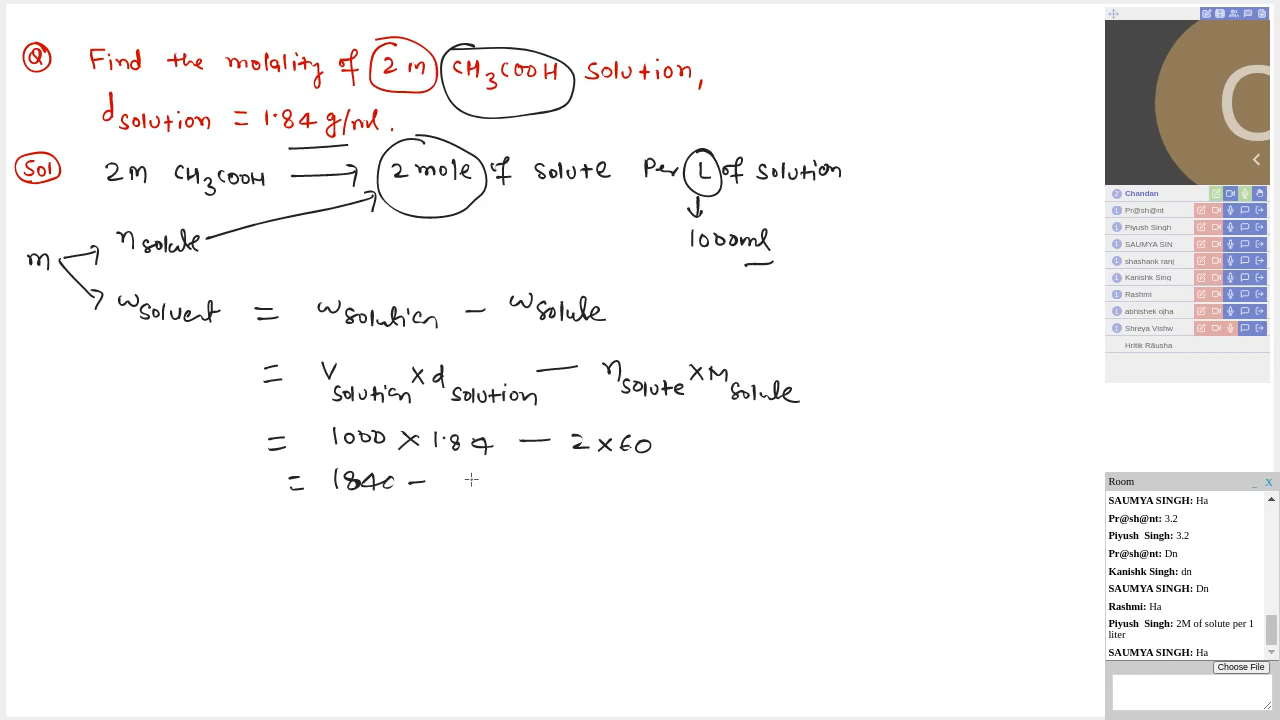 Q Find the molality of 2 m CH3COOH solution,
dsolution = 1.84 g/ml.
Sol 2M CH3COOH → 2 mole of solute Per L of solution
1000ml
m
nsolute
wsolvent = wsolution − wsolute
= Vsolution × dsolution − nsolute × Msolute
= 1000 × 1.84 − 2 × 60
= 1840 −
C
Chandan
Pr@sh@nt
Piyush Singh
SAUMYA SIN
shashank ranj
Kanishk Sing
Rashmi
abhishek ojha
Shreya Vishw
Hritik Räusha
Room _ X
SAUMYA SINGH: Ha
Pr@sh@nt: 3.2
Piyush Singh: 3.2
Pr@sh@nt: Dn
Kanishk Singh: dn
SAUMYA SINGH: Dn
Rashmi: Ha
Piyush Singh: 2M of solute per 1
liter
SAUMYA SINGH: Ha
Choose File